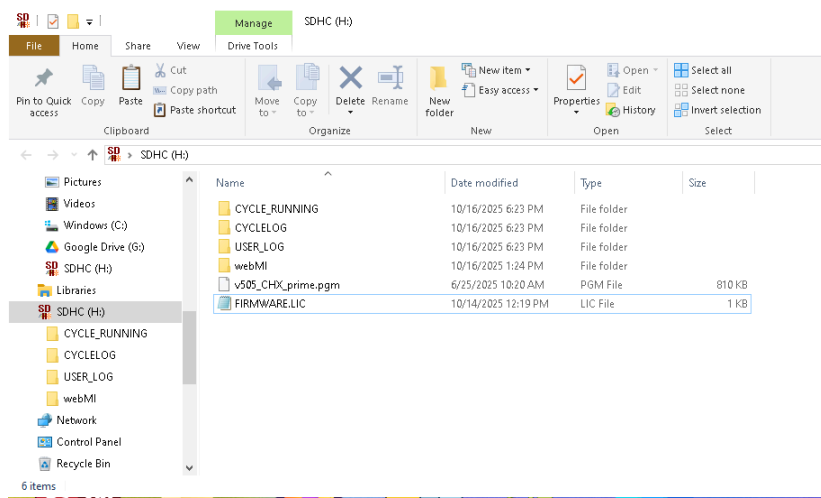 SDHC (H:)
Manage
File Home Share View Drive Tools
Pin to Quick access
Copy
Paste
Cut
Copy path
Paste shortcut
Clipboard
Move to
Copy to
Delete
Rename
Organize
New folder
New item
Easy access
New
Properties
Open
Edit
History
Open
Select all
Select none
Invert selection
Select
SDHC (H:)
Pictures
Videos
Windows (C:)
Google Drive (G:)
SDHC (H:)
Libraries
SDHC (H:)
CYCLE_RUNNING
CYCLELOG
USER_LOG
webMI
Network
Control Panel
Recycle Bin
Name Date modified Type Size
CYCLE_RUNNING 10/16/2025 6:23 PM File folder
CYCLELOG 10/16/2025 6:23 PM File folder
USER_LOG 10/16/2025 6:23 PM File folder
webMI 10/16/2025 1:24 PM File folder
v505_CHX_prime.pgm 6/25/2025 10:20 AM PGM File 810 KB
FIRMWARE.LIC 10/14/2025 12:19 PM LIC File 1 KB
6 items